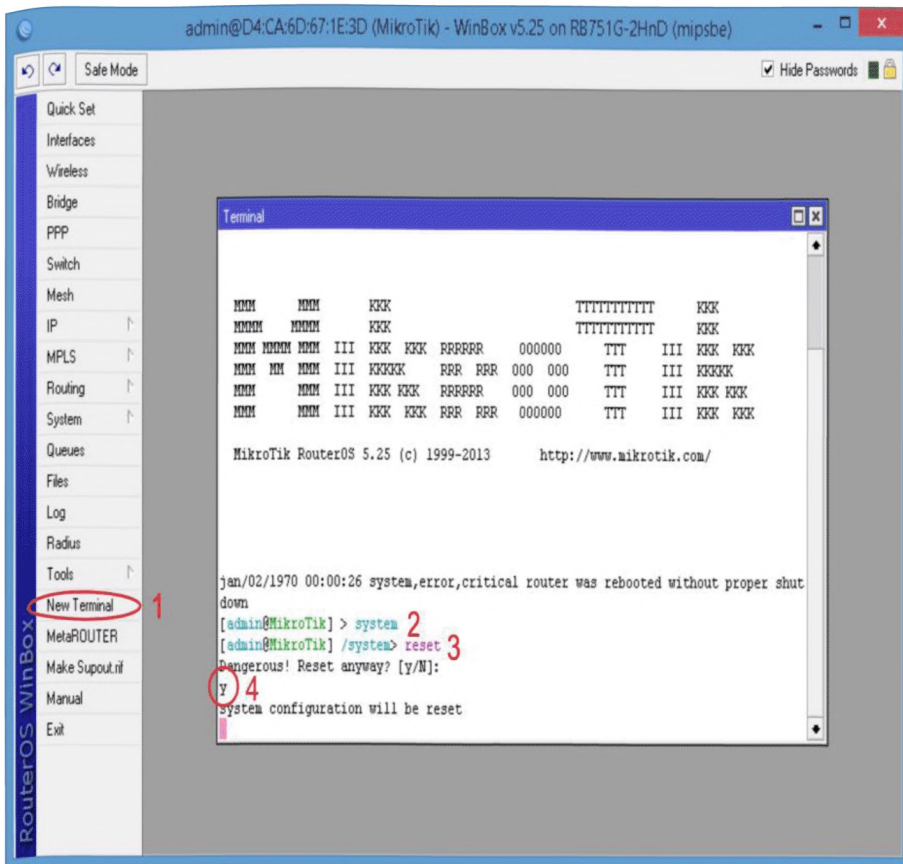 admin@D4:CA:6D:67:1E:3D (MikroTik) - WinBox v5.25 on RB751G-2HnD (mipsbe)
Safe Mode
Hide Passwords
Quick Set
Interfaces
Wireless
Bridge
PPP
Switch
Mesh
IP
MPLS
Routing
System
Queues
Files
Log
Radius
Tools
New Terminal 1
MetaROUTER
Make Supout.rif
Manual
Exit
RouterOS WinBox
Terminal
MMM      MMM       KKK                          TTTTTTTTTTT      KKK
MMMM    MMMM       KKK                          TTTTTTTTTTT      KKK
MMM MMMM MMM  III  KKK  KKK  RRRRRR     000000      TTT     III  KKK  KKK
MMM  MM  MMM  III  KKKKK     RRR  RRR  000  000     TTT     III  KKKKK
MMM      MMM  III  KKK KKK   RRRRRR    000  000     TTT     III  KKK KKK
MMM      MMM  III  KKK  KKK  RRR  RRR   000000      TTT     III  KKK  KKK
MikroTik RouterOS 5.25 (c) 1999-2013       http://www.mikrotik.com/
jan/02/1970 00:00:26 system,error,critical router was rebooted without proper shut
down
[admin@MikroTik] > system 2
[admin@MikroTik] /system> reset 3
Dangerous! Reset anyway? [y/N]:
y 4
system configuration will be reset